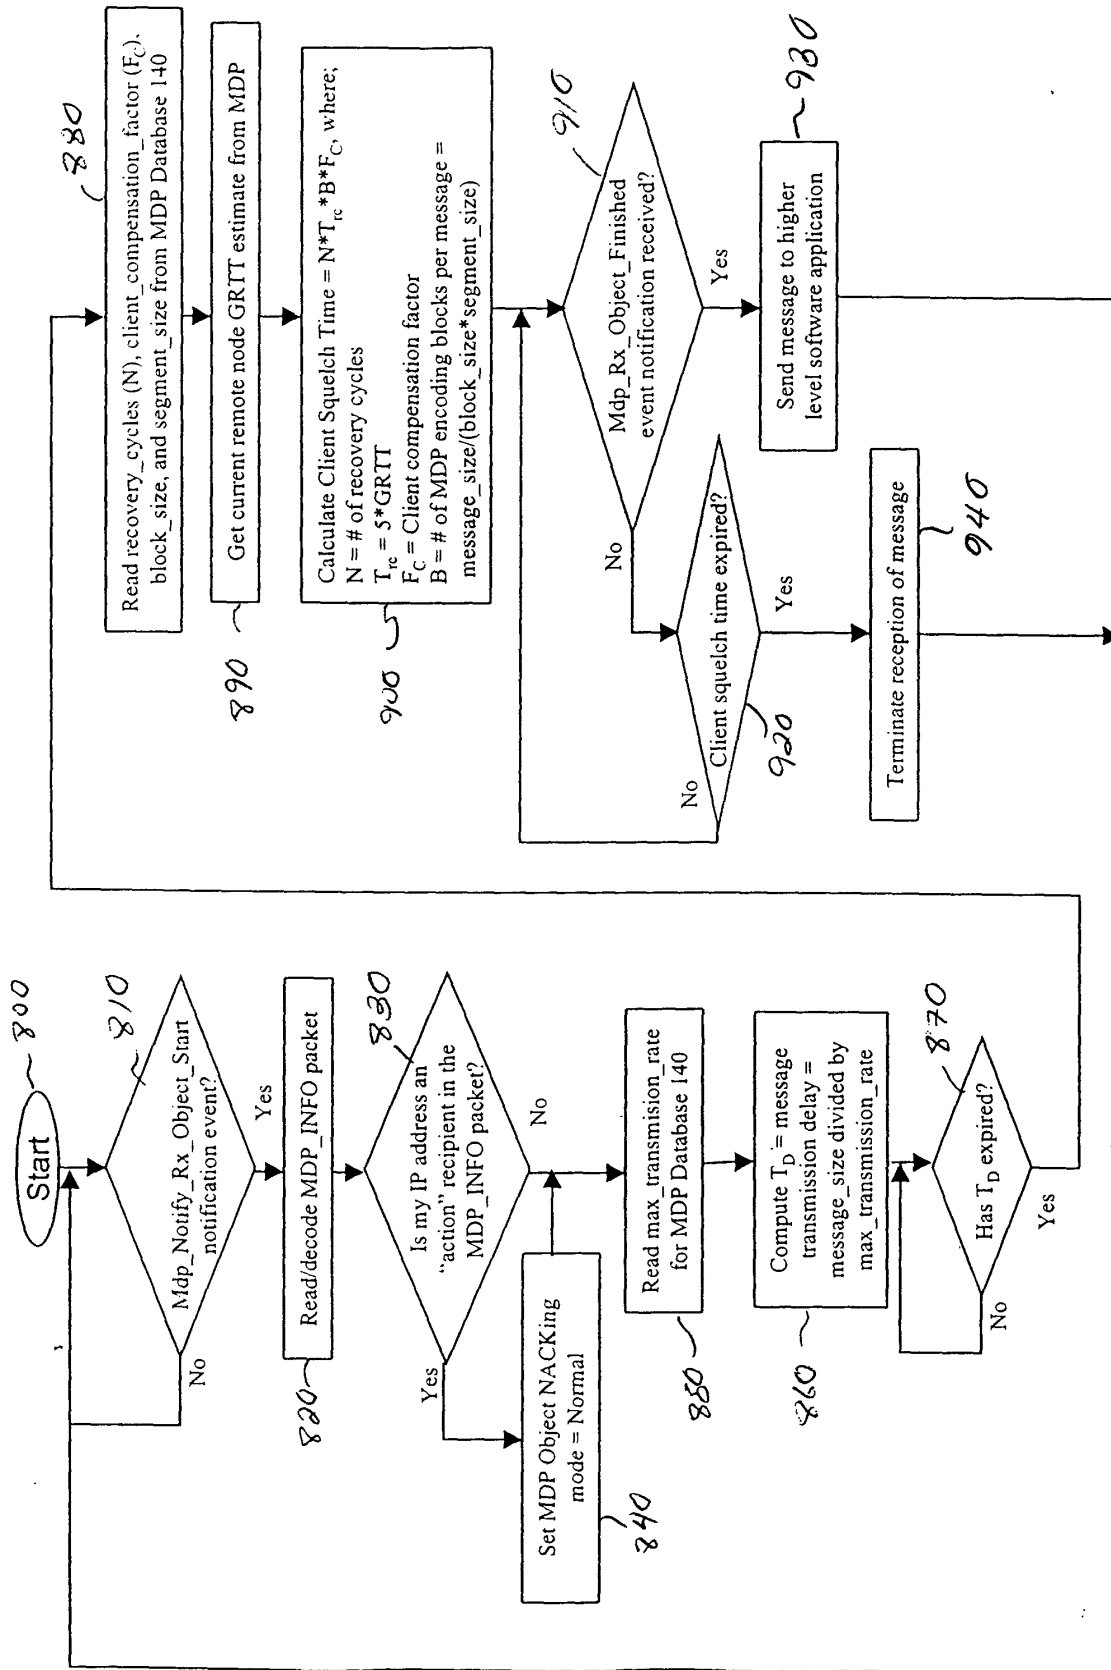 Start
800
Mdp_Notify_Rx_Object_Start
notification event?
810
No
Yes
Read/decode MDP_INFO packet
820
Is my IP address an
"action" recipient in the
MDP_INFO packet?
830
Yes
No
Set MDP Object NACKing
mode = Normal
840
Read max_transmision_rate
for MDP Database 140
850
Compute T_D = message
transmission delay =
message_size divided by
max_transmission_rate
860
Has T_D expired?
870
No
Yes
880
Read recovery_cycles (N), client_compensation_factor (F_C).
block_size, and segment_size from MDP Database 140
Get current remote node GRTT estimate from MDP
890
Calculate Client Squelch Time = N*T_rc*B*F_C, where;
N = # of recovery cycles
T_rc = 5*GRTT
F_C = Client compensation factor
B = # of MDP encoding blocks per message =
message_size/(block_size*segment_size)
900
Mdp_Rx_Object_Finished
event notification received?
910
No
Yes
Client squelch time expired?
920
No
Yes
Send message to higher
level software application
930
Terminate reception of message
940